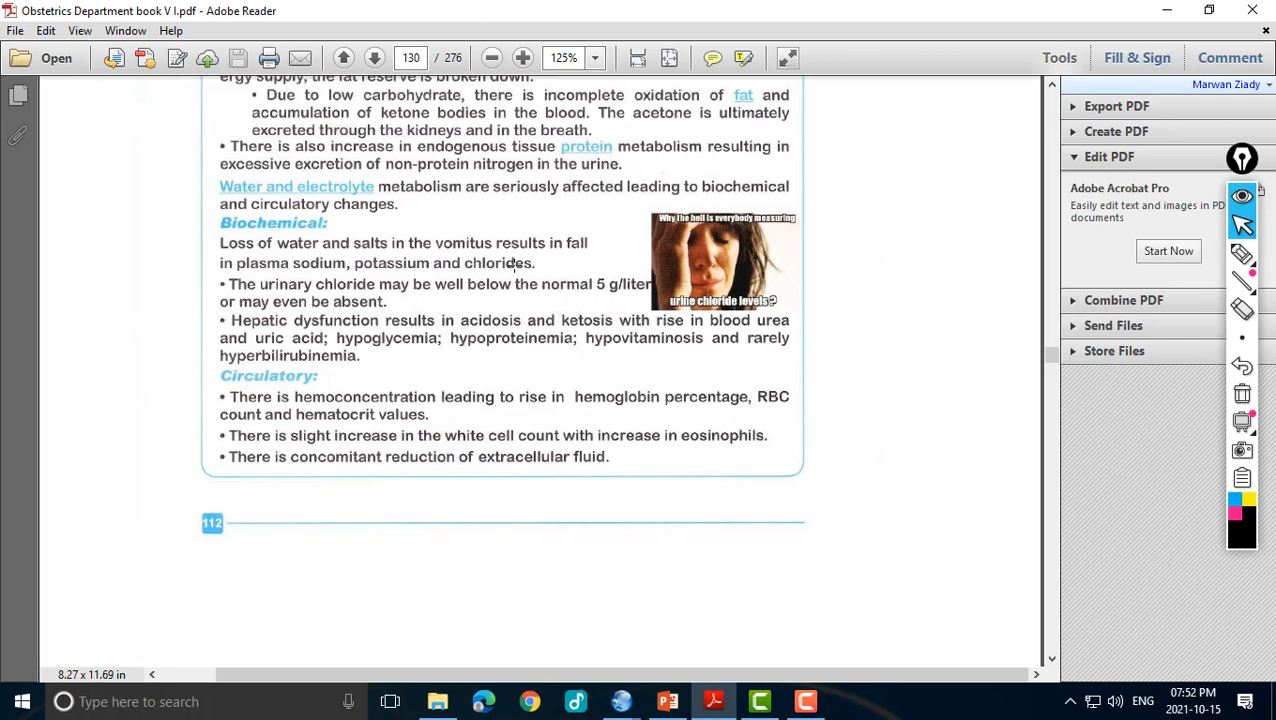 Obstetrics Department book V I.pdf - Adobe Reader
File Edit View Window Help
Open 130 / 276 125% Tools Fill & Sign Comment
Marwan Ziady
ergy supply, the fat reserve is broken down.
• Due to low carbohydrate, there is incomplete oxidation of fat and
accumulation of ketone bodies in the blood. The acetone is ultimately
excreted through the kidneys and in the breath.
• There is also increase in endogenous tissue protein metabolism resulting in
excessive excretion of non-protein nitrogen in the urine.
Water and electrolyte metabolism are seriously affected leading to biochemical
and circulatory changes.
Biochemical:
Loss of water and salts in the vomitus results in fall
in plasma sodium, potassium and chlorides.
• The urinary chloride may be well below the normal 5 g/liter
or may even be absent.
Why the hell is everybody measuring
urine chloride levels ?
• Hepatic dysfunction results in acidosis and ketosis with rise in blood urea
and uric acid; hypoglycemia; hypoproteinemia; hypovitaminosis and rarely
hyperbilirubinemia.
Circulatory:
• There is hemoconcentration leading to rise in hemoglobin percentage, RBC
count and hematocrit values.
• There is slight increase in the white cell count with increase in eosinophils.
• There is concomitant reduction of extracellular fluid.
112
Export PDF
Create PDF
Edit PDF
Adobe Acrobat Pro
Easily edit text and images in PDF
documents
Start Now
Combine PDF
Send Files
Store Files
8.27 x 11.69 in
Type here to search
ENG
07:52 PM
2021-10-15